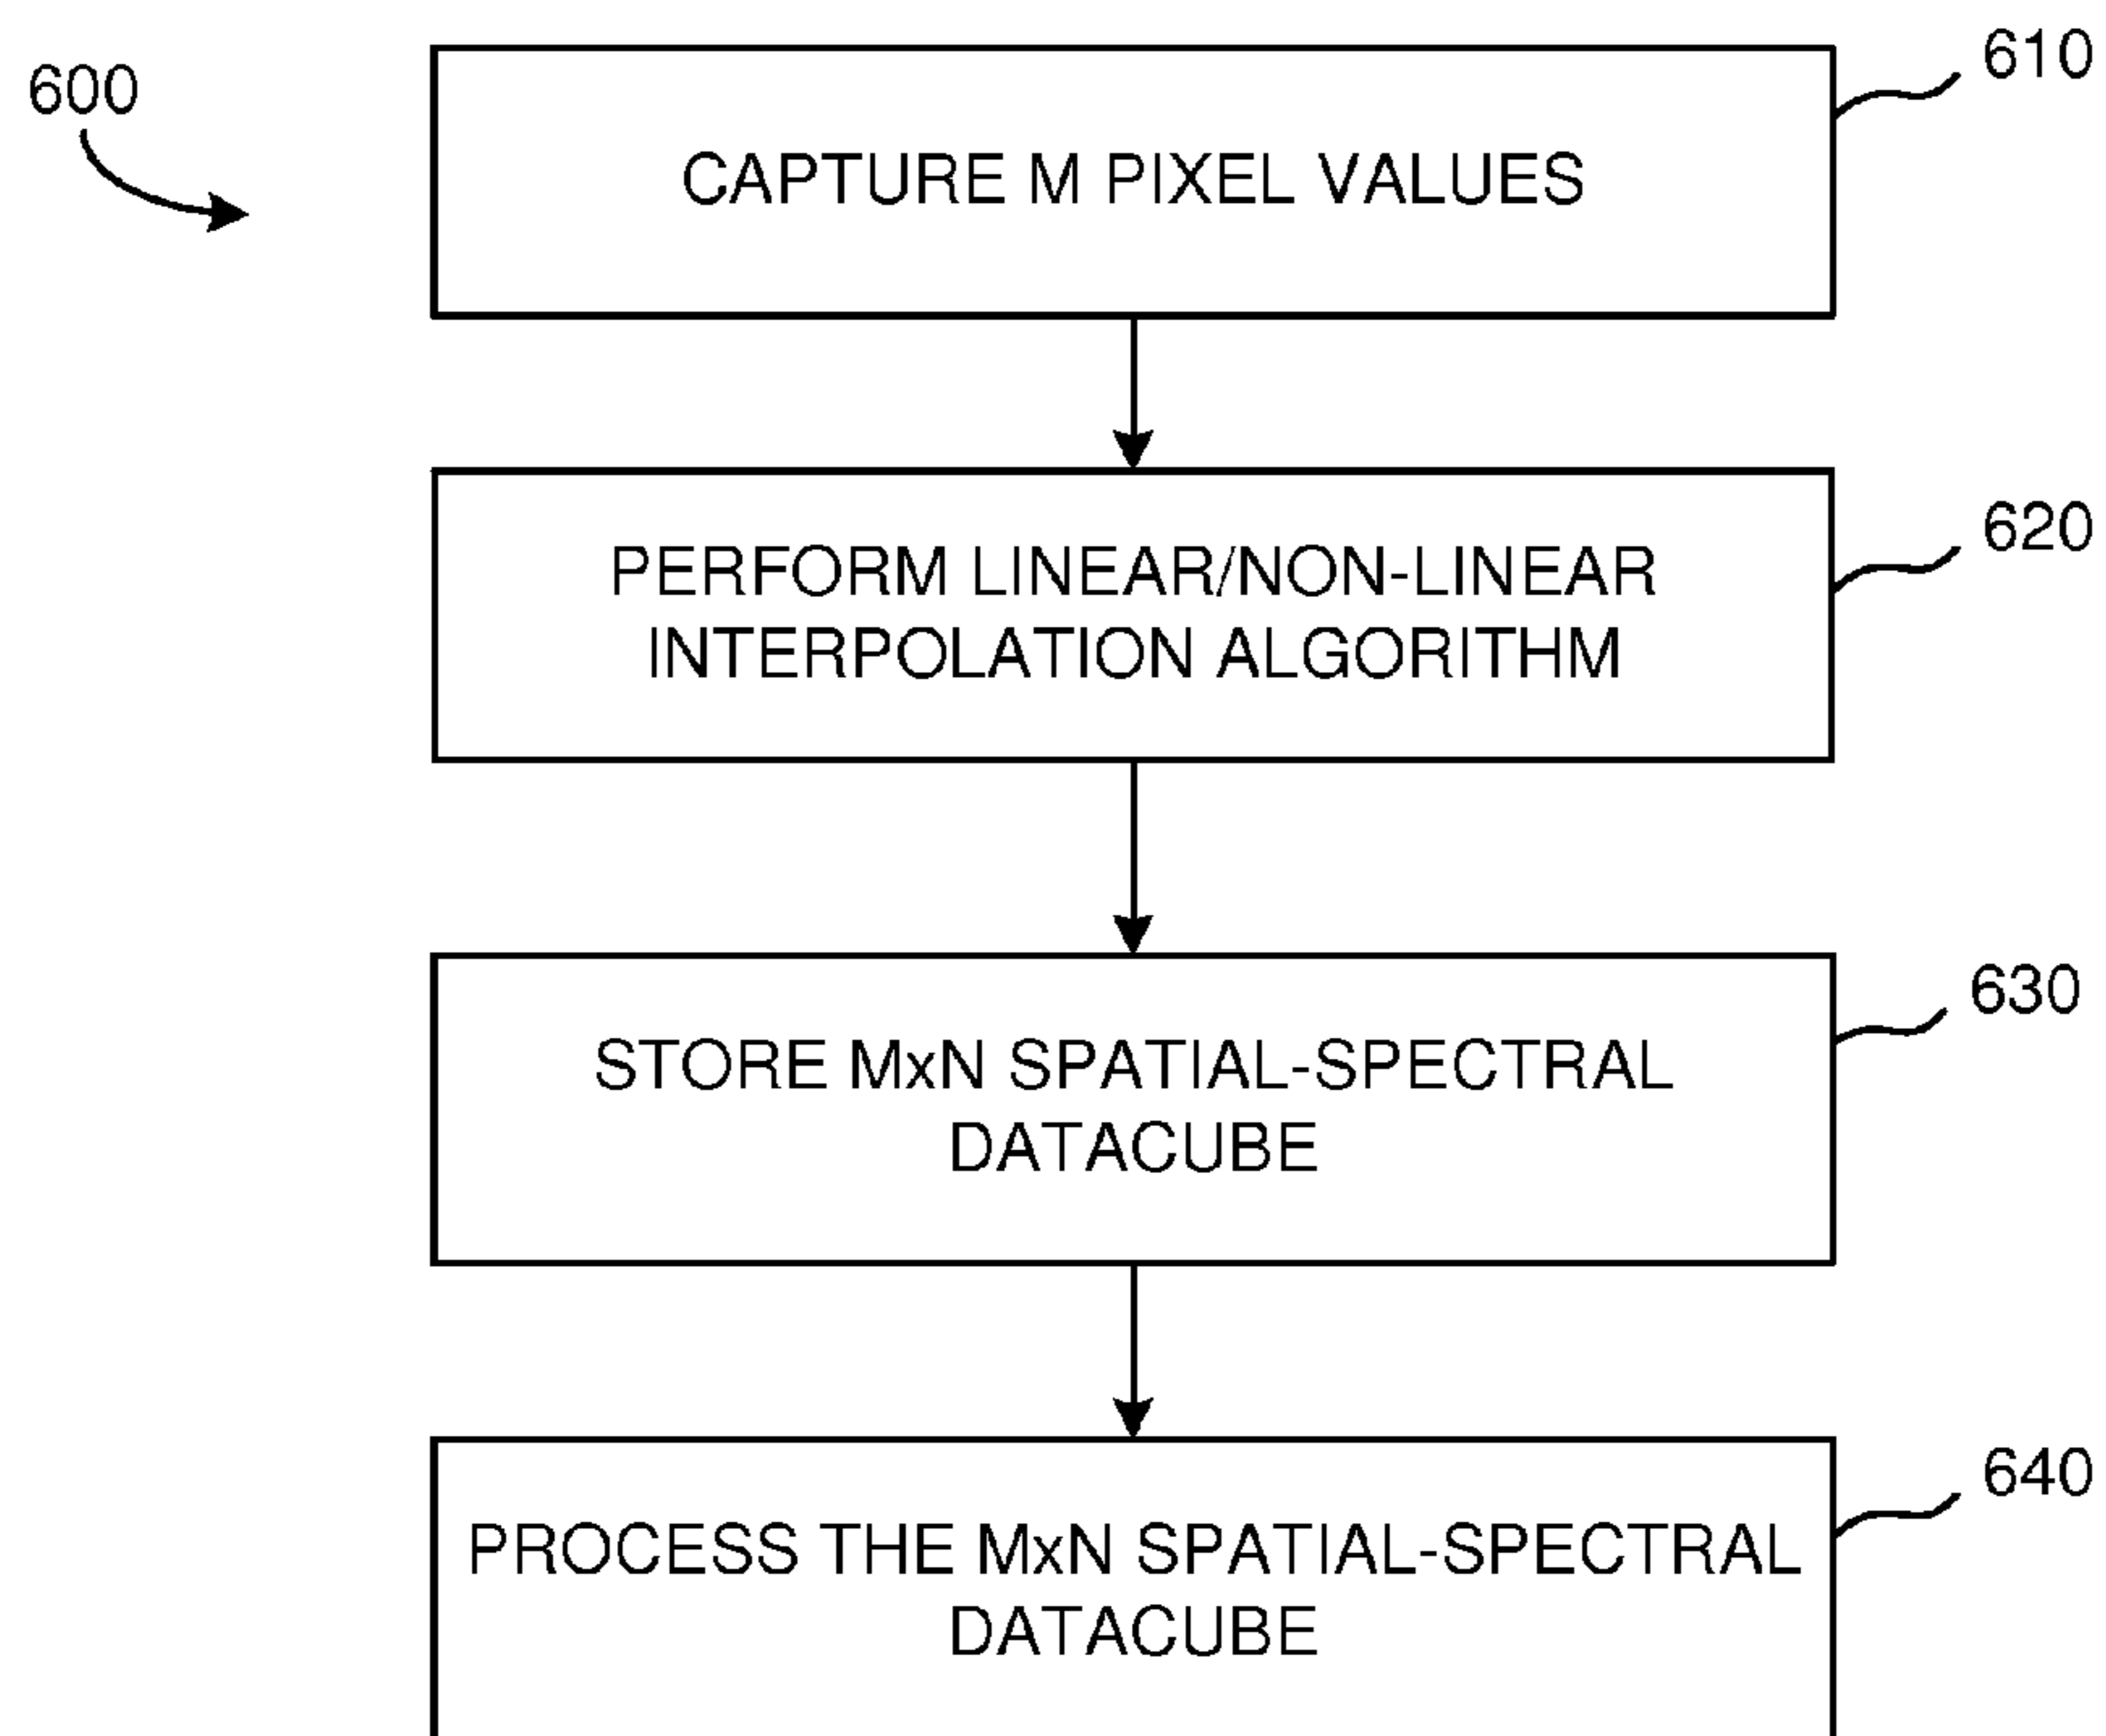 600
610
CAPTURE M PIXEL VALUES
620
PERFORM LINEAR/NON-LINEAR
INTERPOLATION ALGORITHM
630
STORE MxN SPATIAL-SPECTRAL
DATACUBE
640
PROCESS THE MxN SPATIAL-SPECTRAL
DATACUBE